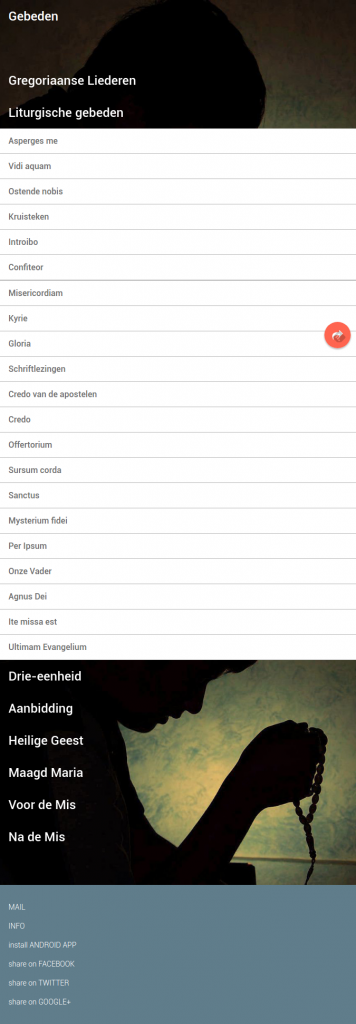 Gebeden
Gregoriaanse Liederen
Liturgische gebeden
Asperges me
Vidi aquam
Ostende nobis
Kruisteken
Introibo
Confiteor
Misericordiam
Kyrie
Gloria
Schriftlezingen
Credo van de apostelen
Credo
Offertorium
Sursum corda
Sanctus
Mysterium fidei
Per Ipsum
Onze Vader
Agnus Dei
Ite missa est
Ultimam Evangelium
Drie-eenheid
Aanbidding
Heilige Geest
Maagd Maria
Voor de Mis
Na de Mis
MAIL
INFO
install ANDROID APP
share on FACEBOOK
share on TWITTER
share on GOOGLE+